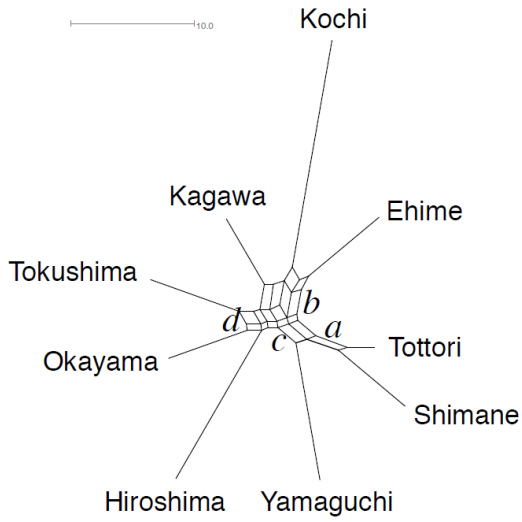 Kochi
10.0
Kagawa
Ehime
Tokushima
b
d
a
c
Okayama
Tottori
Shimane
Hiroshima
Yamaguchi